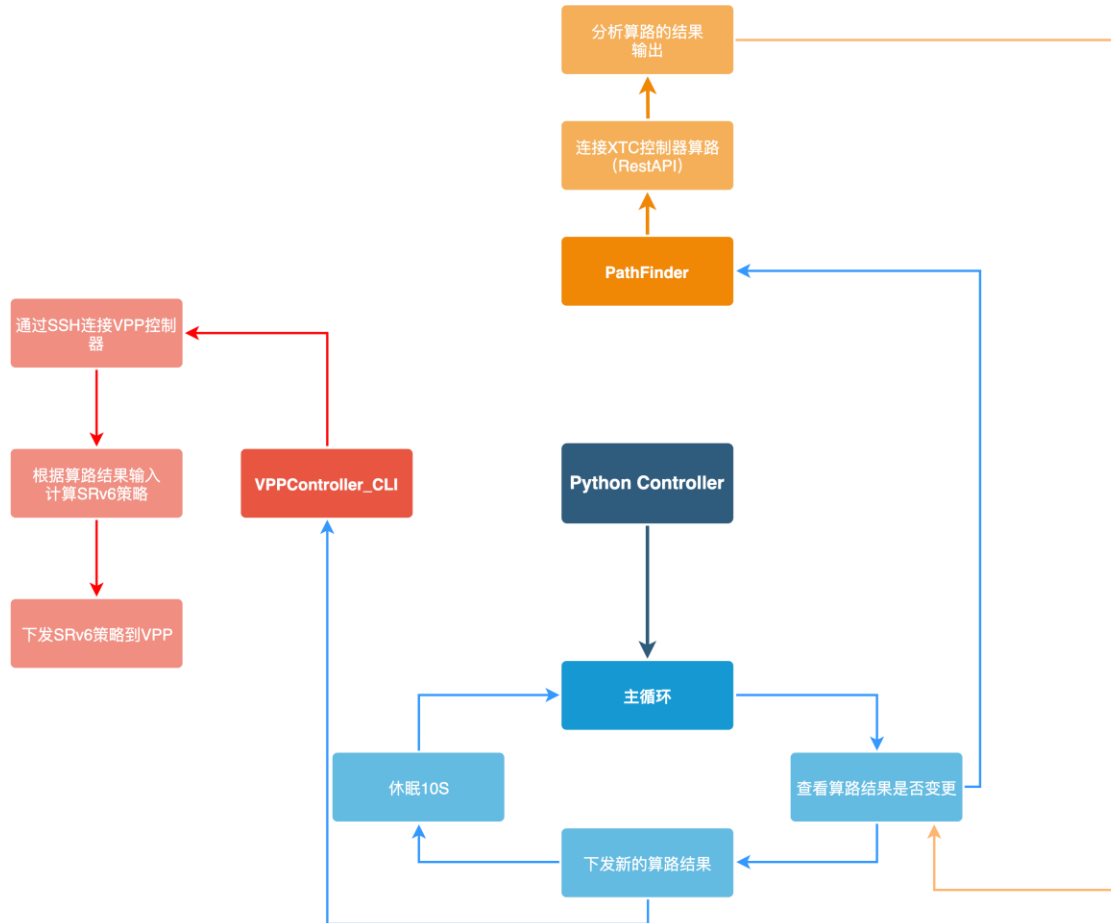 分析算路的结果
输出
连接XTC控制器算路
（RestAPI）
PathFinder
通过SSH连接VPP控制
器
根据算路结果输入
计算SRv6策略
VPPController_CLI
Python Controller
下发SRv6策略到VPP
主循环
休眠10S
查看算路结果是否变更
下发新的算路结果